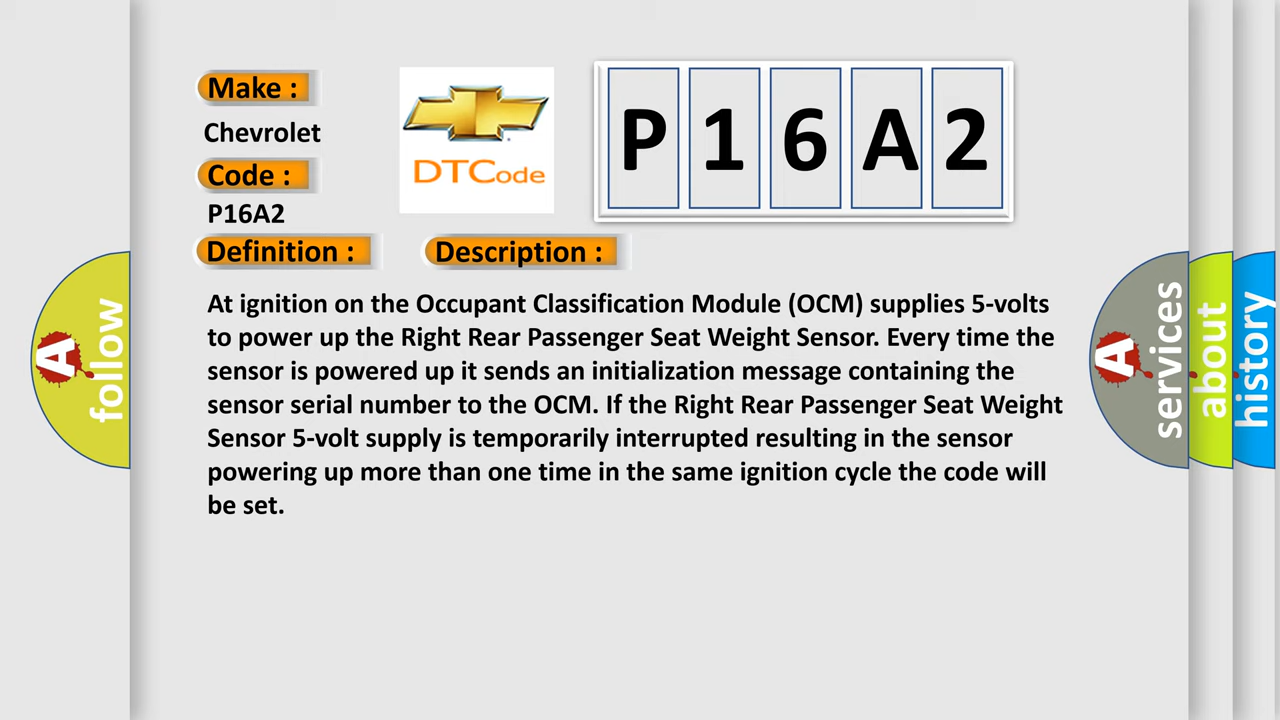 Make :
Chevrolet
Code :
P16A2
DTCode
P16A2
Definition :
Description :
At ignition on the Occupant Classification Module (OCM) supplies 5-volts
to power up the Right Rear Passenger Seat Weight Sensor. Every time the
sensor is powered up it sends an initialization message containing the
sensor serial number to the OCM. If the Right Rear Passenger Seat Weight
Sensor 5-volt supply is temporarily interrupted resulting in the sensor
powering up more than one time in the same ignition cycle the code will
be set.
A
follow
A
services
about
history